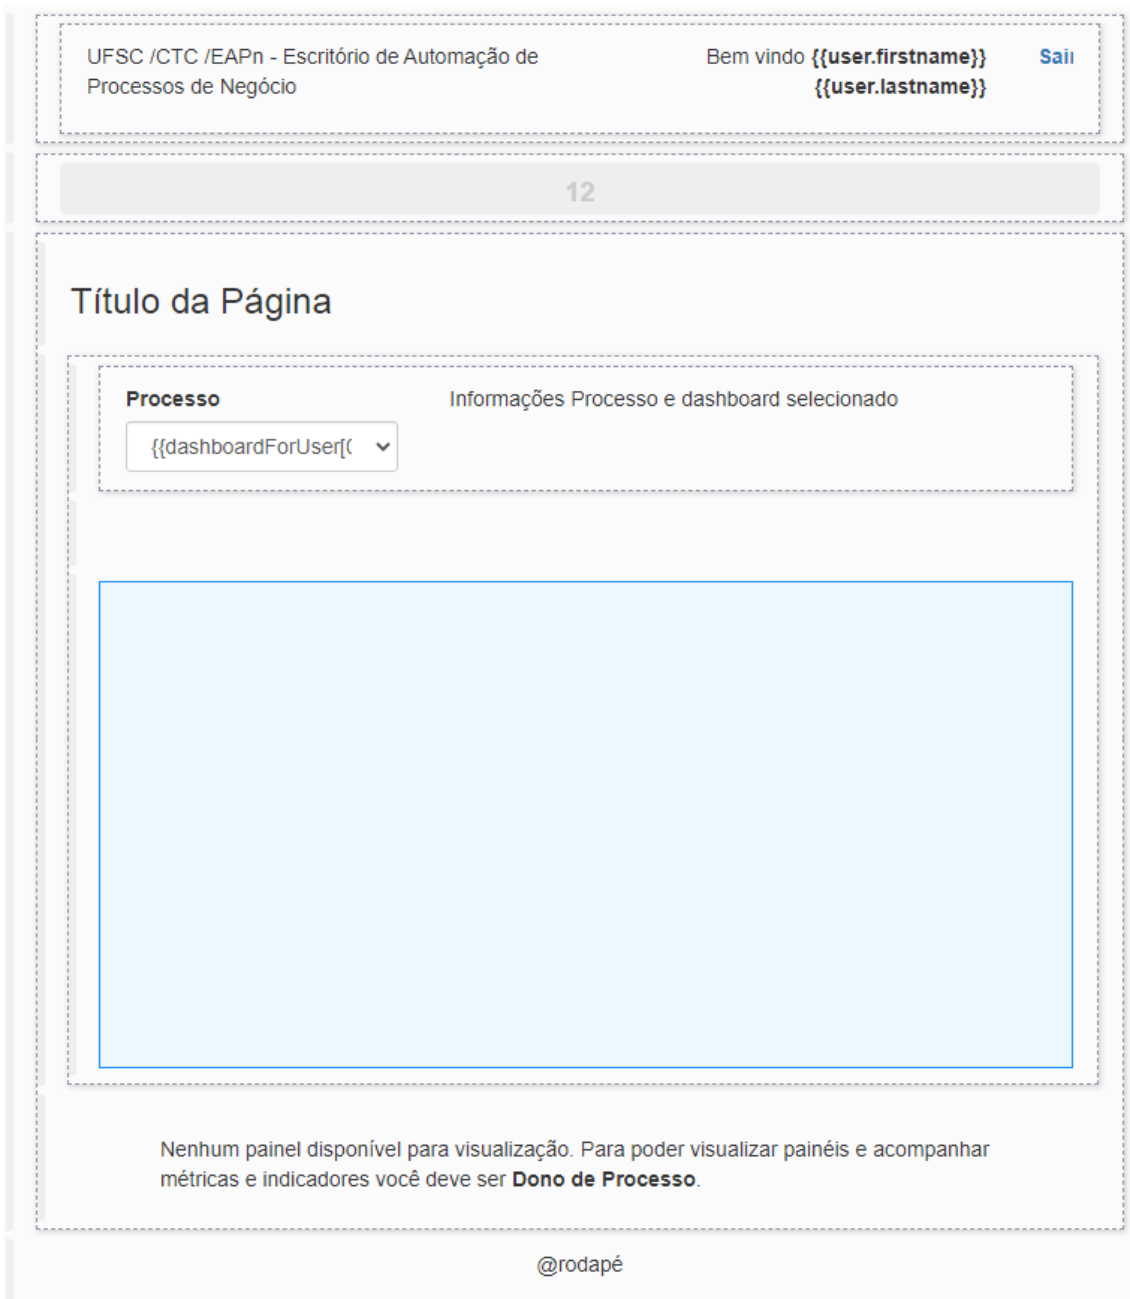 UFSC /CTC /EAPn - Escritório de Automação de
Processos de Negócio
Bem vindo {{user.firstname}}
{{user.lastname}}
Sair
12
Título da Página
Processo
{{dashboardForUser[(
Informações Processo e dashboard selecionado
Nenhum painel disponível para visualização. Para poder visualizar painéis e acompanhar
métricas e indicadores você deve ser Dono de Processo.
@rodapé